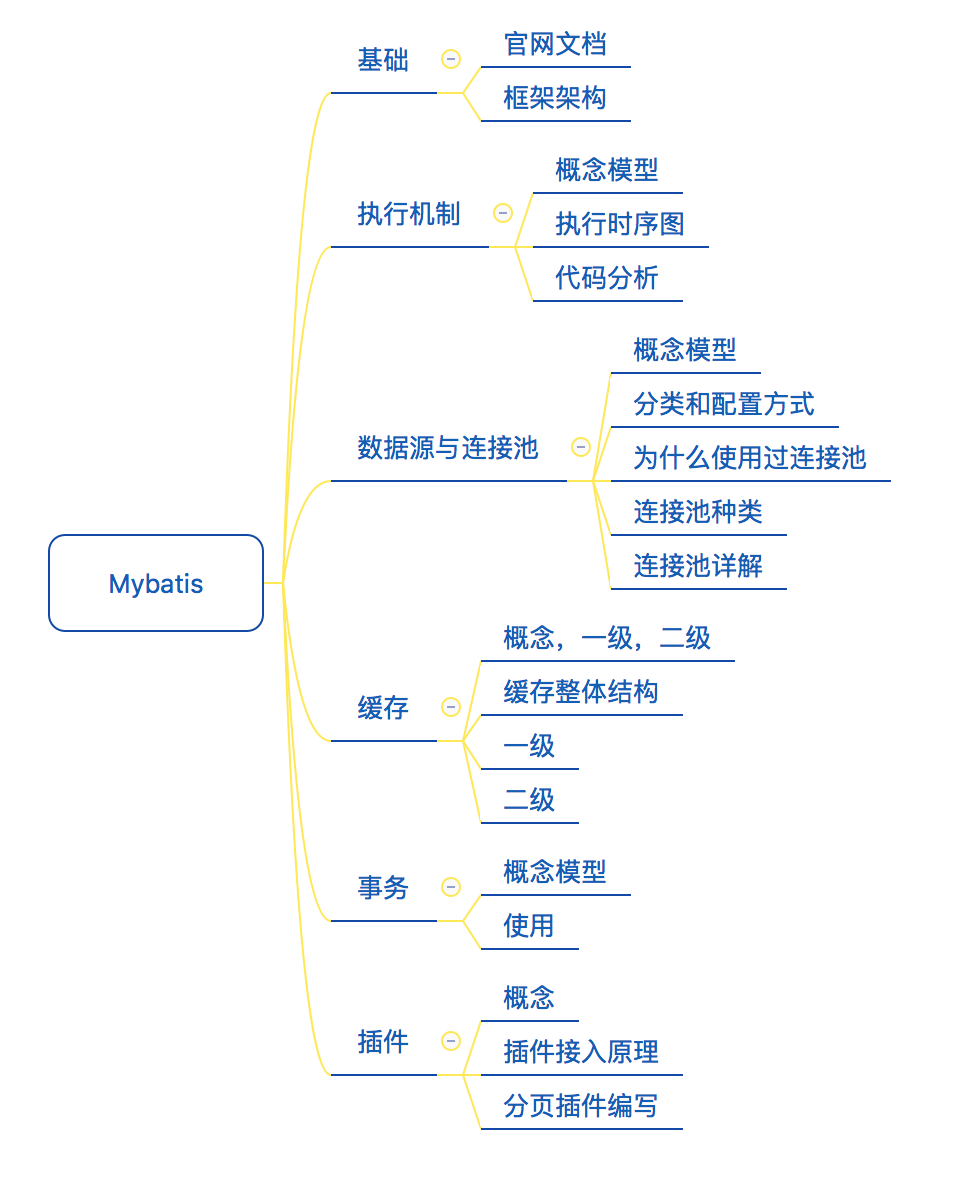 Mybatis
基础
官网文档
框架架构
执行机制
概念模型
执行时序图
代码分析
数据源与连接池
概念模型
分类和配置方式
为什么使用过连接池
连接池种类
连接池详解
缓存
概念，一级，二级
缓存整体结构
一级
二级
事务
概念模型
使用
插件
概念
插件接入原理
分页插件编写